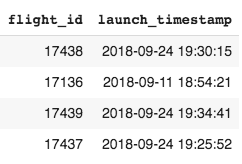 flight_id launch_timestamp
17438 2018-09-24 19:30:15
17136 2018-09-11 18:54:21
17439 2018-09-24 19:34:41
17437 2018-09-24 19:25:52